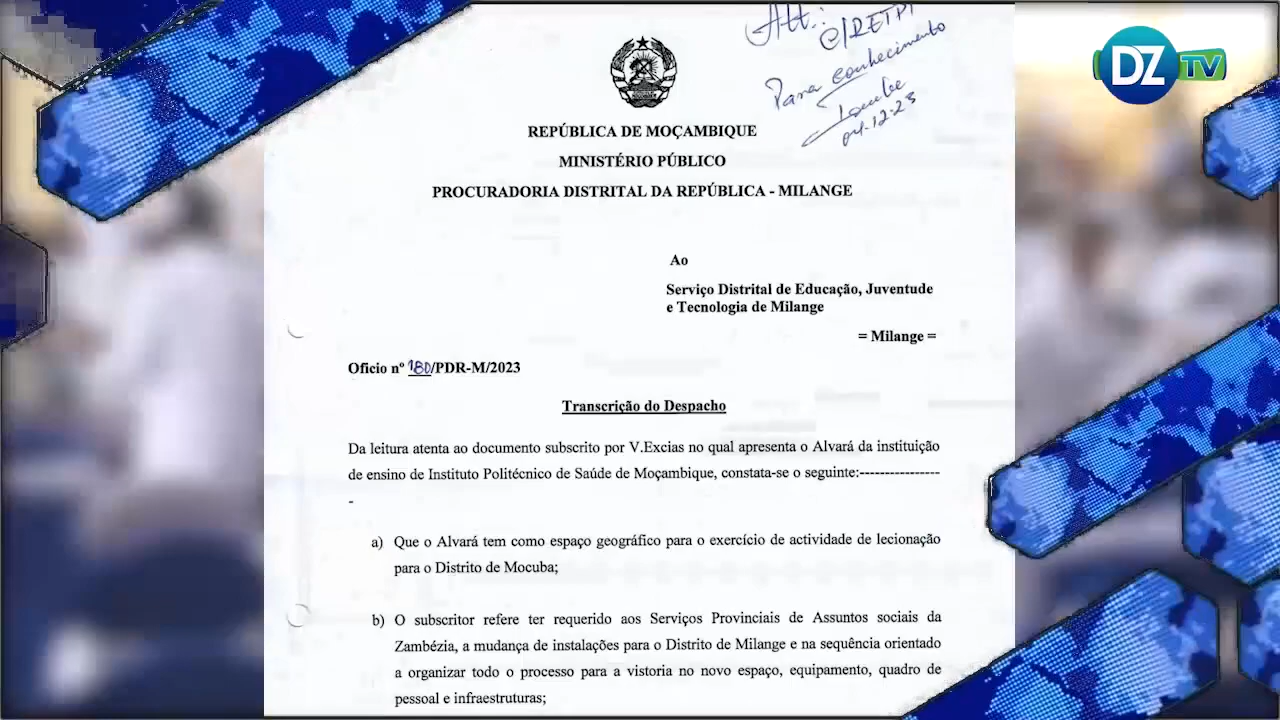 Att.:
Para conhecimento
04-12-23
DZ TV
REPÚBLICA DE MOÇAMBIQUE
MINISTÉRIO PÚBLICO
PROCURADORIA DISTRITAL DA REPÚBLICA - MILANGE
Ao
Serviço Distrital de Educação, Juventude
e Tecnologia de Milange
= Milange =
Oficio nº 180/PDR-M/2023
Transcrição do Despacho
Da leitura atenta ao documento subscrito por V.Excias no qual apresenta o Alvará da instituição
de ensino de Instituto Politécnico de Saúde de Moçambique, constata-se o seguinte:----------------
-
a) Que o Alvará tem como espaço geográfico para o exercício de actividade de lecionação
para o Distrito de Mocuba;
b) O subscritor refere ter requerido aos Serviços Provinciais de Assuntos sociais da
Zambézia, a mudança de instalações para o Distrito de Milange e na sequência orientado
a organizar todo o processo para a vistoria no novo espaço, equipamento, quadro de
pessoal e infraestruturas;